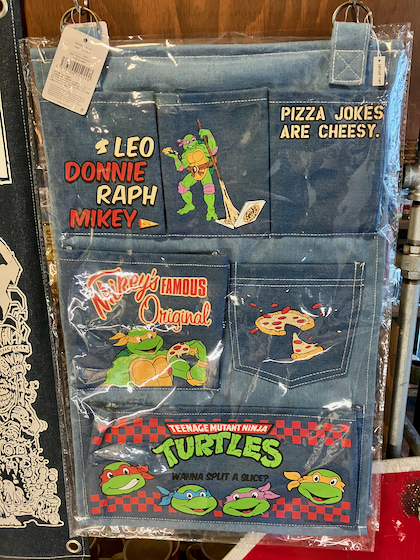 LEO
DONNIE
RAPH
MIKEY
PIZZA JOKES
ARE CHEESY.
Mikey's FAMOUS
Original
TEENAGE MUTANT NINJA
TURTLES
WANNA SPLIT A SLICE?